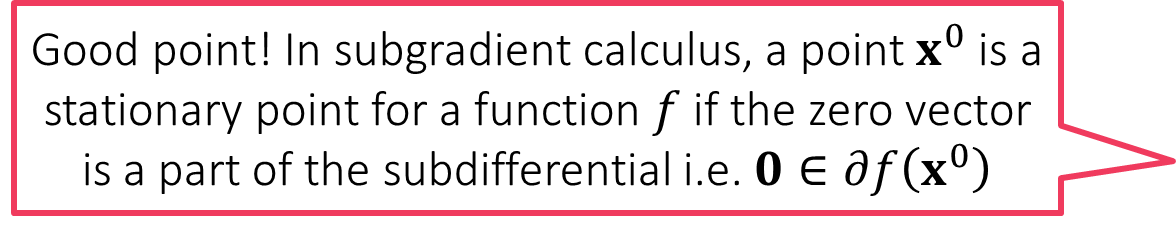 Good point! In subgradient calculus, a point 𝐱⁰ is a
stationary point for a function 𝑓 if the zero vector
is a part of the subdifferential i.e. 𝟎 ∈ 𝜕𝑓(𝐱⁰)